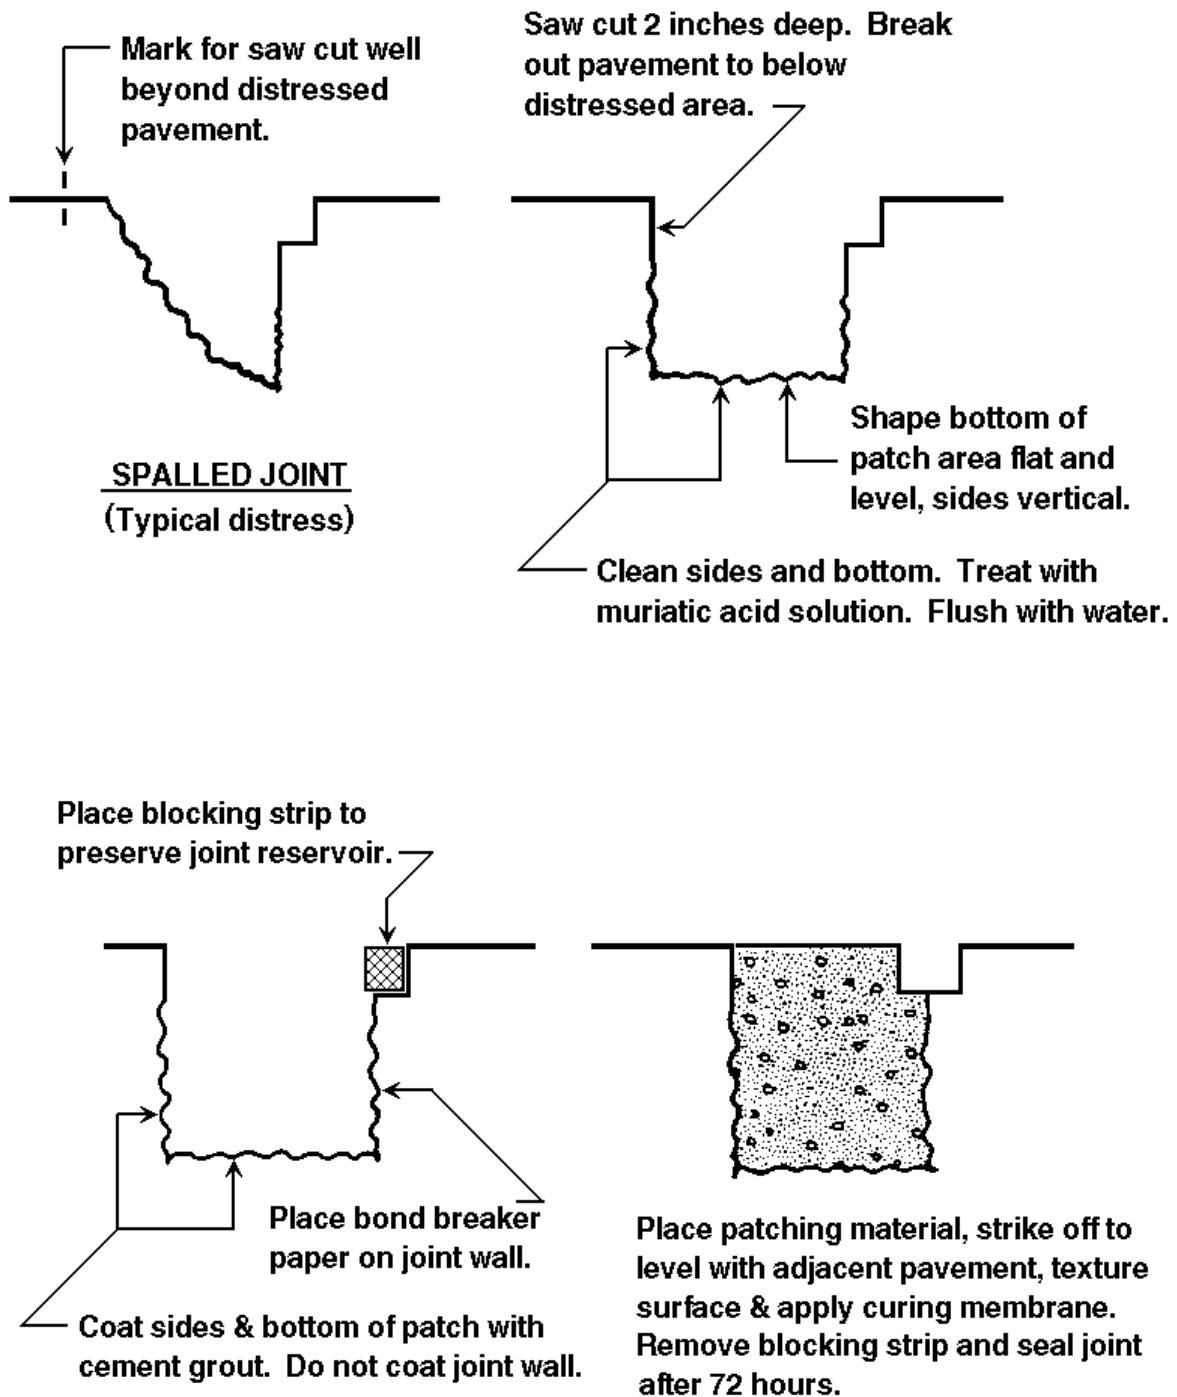 Mark for saw cut well
beyond distressed
pavement.
Saw cut 2 inches deep.  Break
out pavement to below
distressed area.
SPALLED JOINT
(Typical distress)
Shape bottom of
patch area flat and
level, sides vertical.
Clean sides and bottom.  Treat with
muriatic acid solution.  Flush with water.
Place blocking strip to
preserve joint reservoir.
Place bond breaker
paper on joint wall.
Coat sides & bottom of patch with
cement grout.  Do not coat joint wall.
Place patching material, strike off to
level with adjacent pavement, texture
surface & apply curing membrane.
Remove blocking strip and seal joint
after 72 hours.